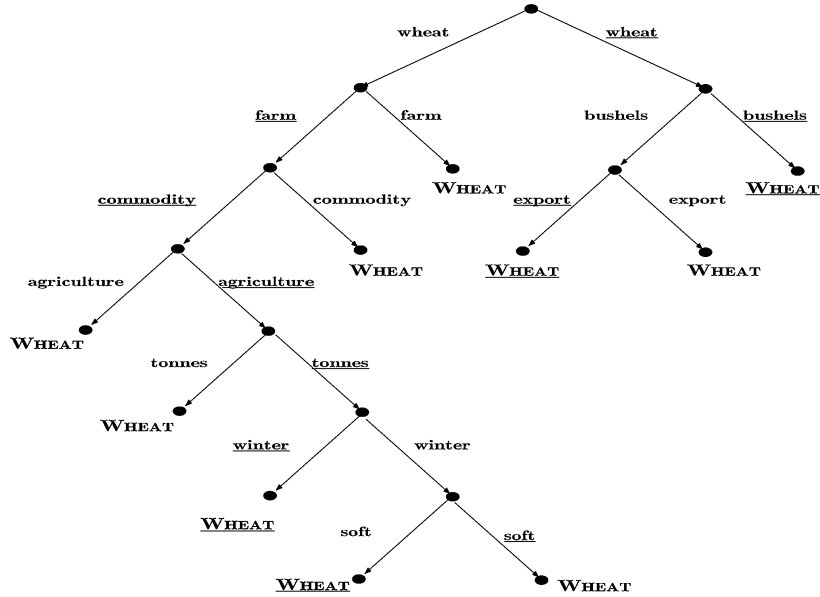 wheat wheat
farm farm bushels bushels
WHEAT WHEAT
commodity commodity export export
WHEAT WHEAT WHEAT
agriculture agriculture
WHEAT
tonnes tonnes
WHEAT
winter winter
WHEAT
soft soft
WHEAT WHEAT